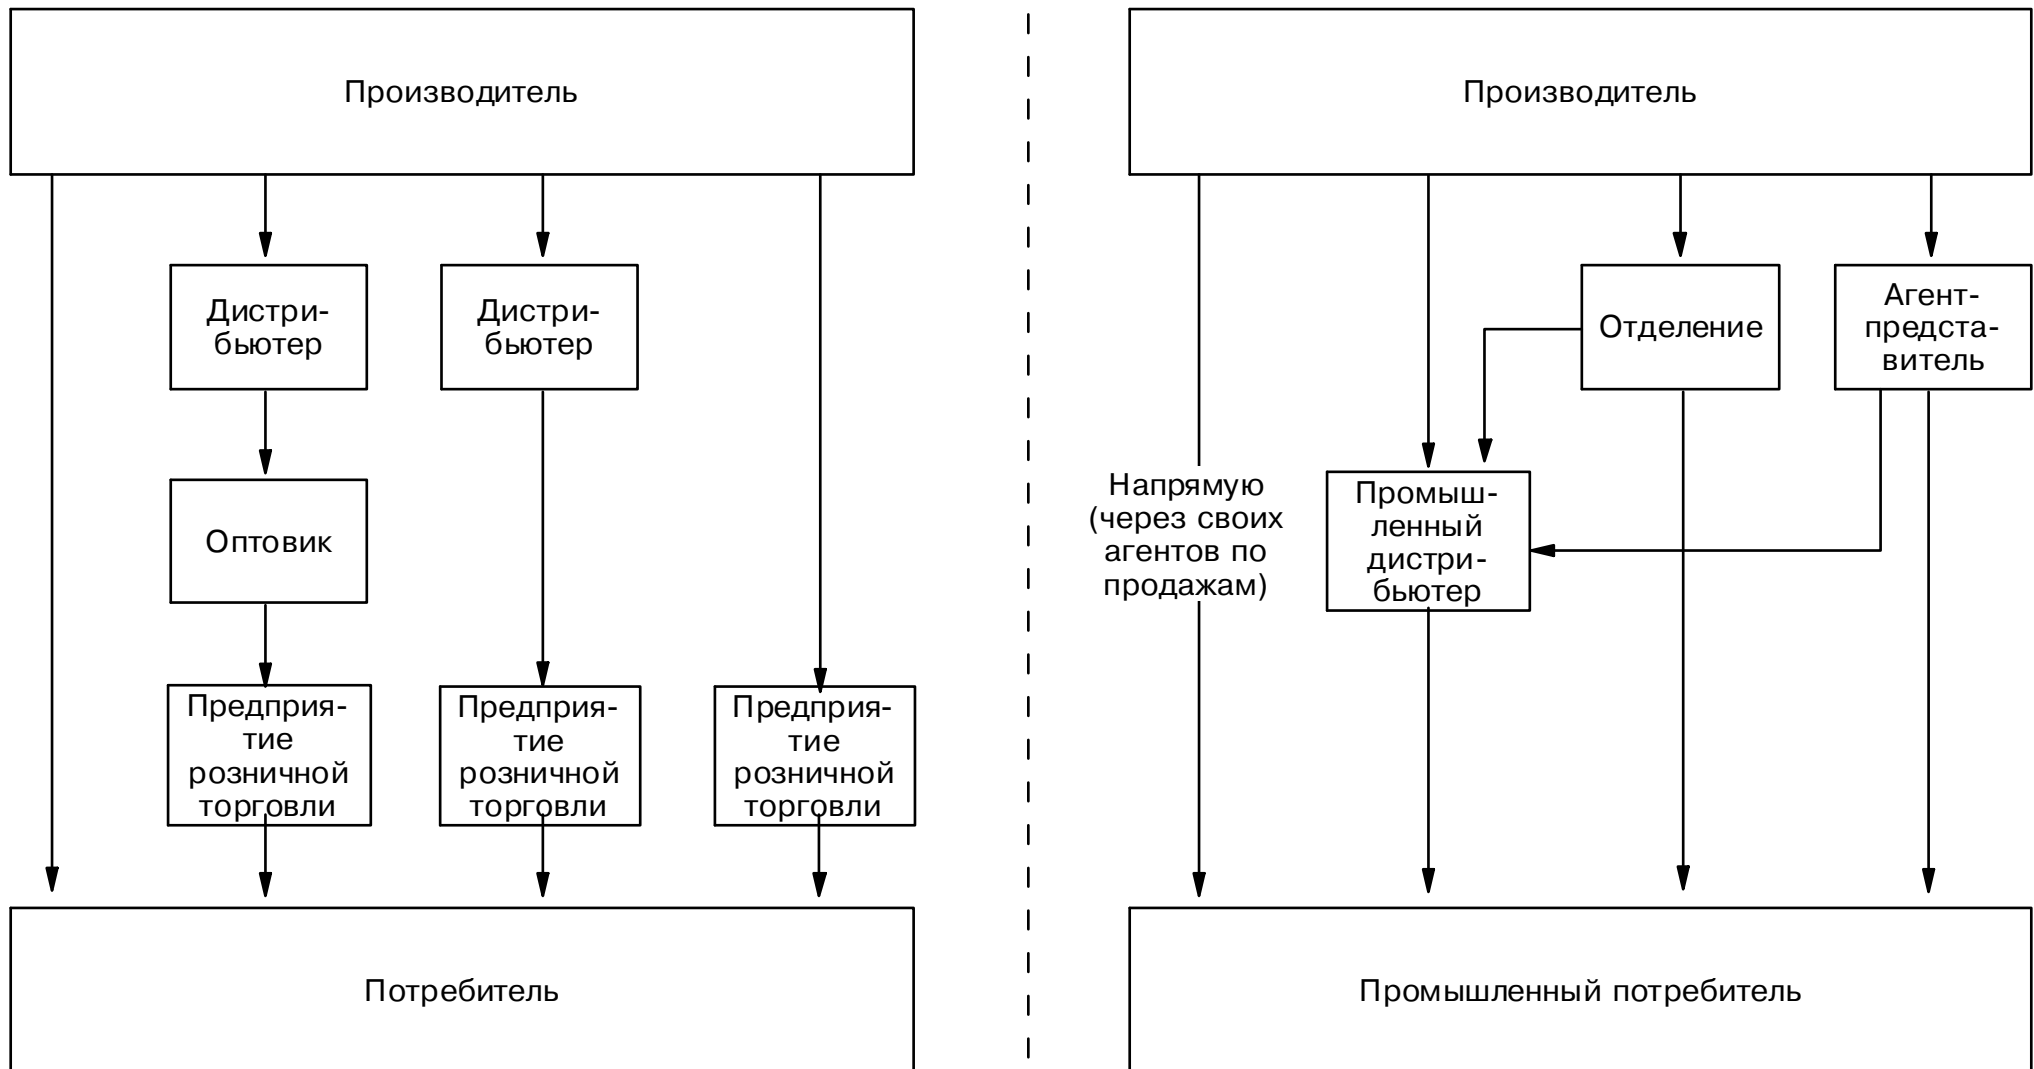 Производитель
Дистри-
бьютер
Дистри-
бьютер
Оптовик
Предприя-
тие
розничной
торговли
Предприя-
тие
розничной
торговли
Предприя-
тие
розничной
торговли
Потребитель
Производитель
Отделение
Агент-
предста-
витель
Напрямую
(через своих
агентов по
продажам)
Промыш-
ленный
дистри-
бьютер
Промышленный потребитель